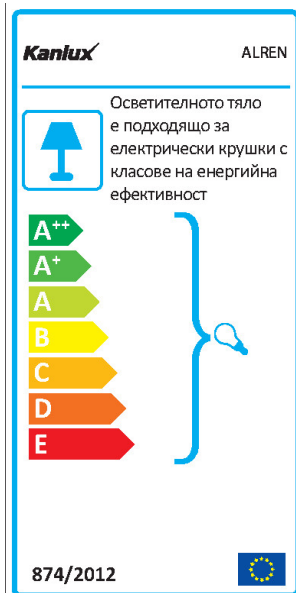 Kanlux ALREN
Осветителното тяло
е подходящо за
електрически крушки с
класове на енергийна
ефективност
A++
A+
A
B
C
D
E
874/2012